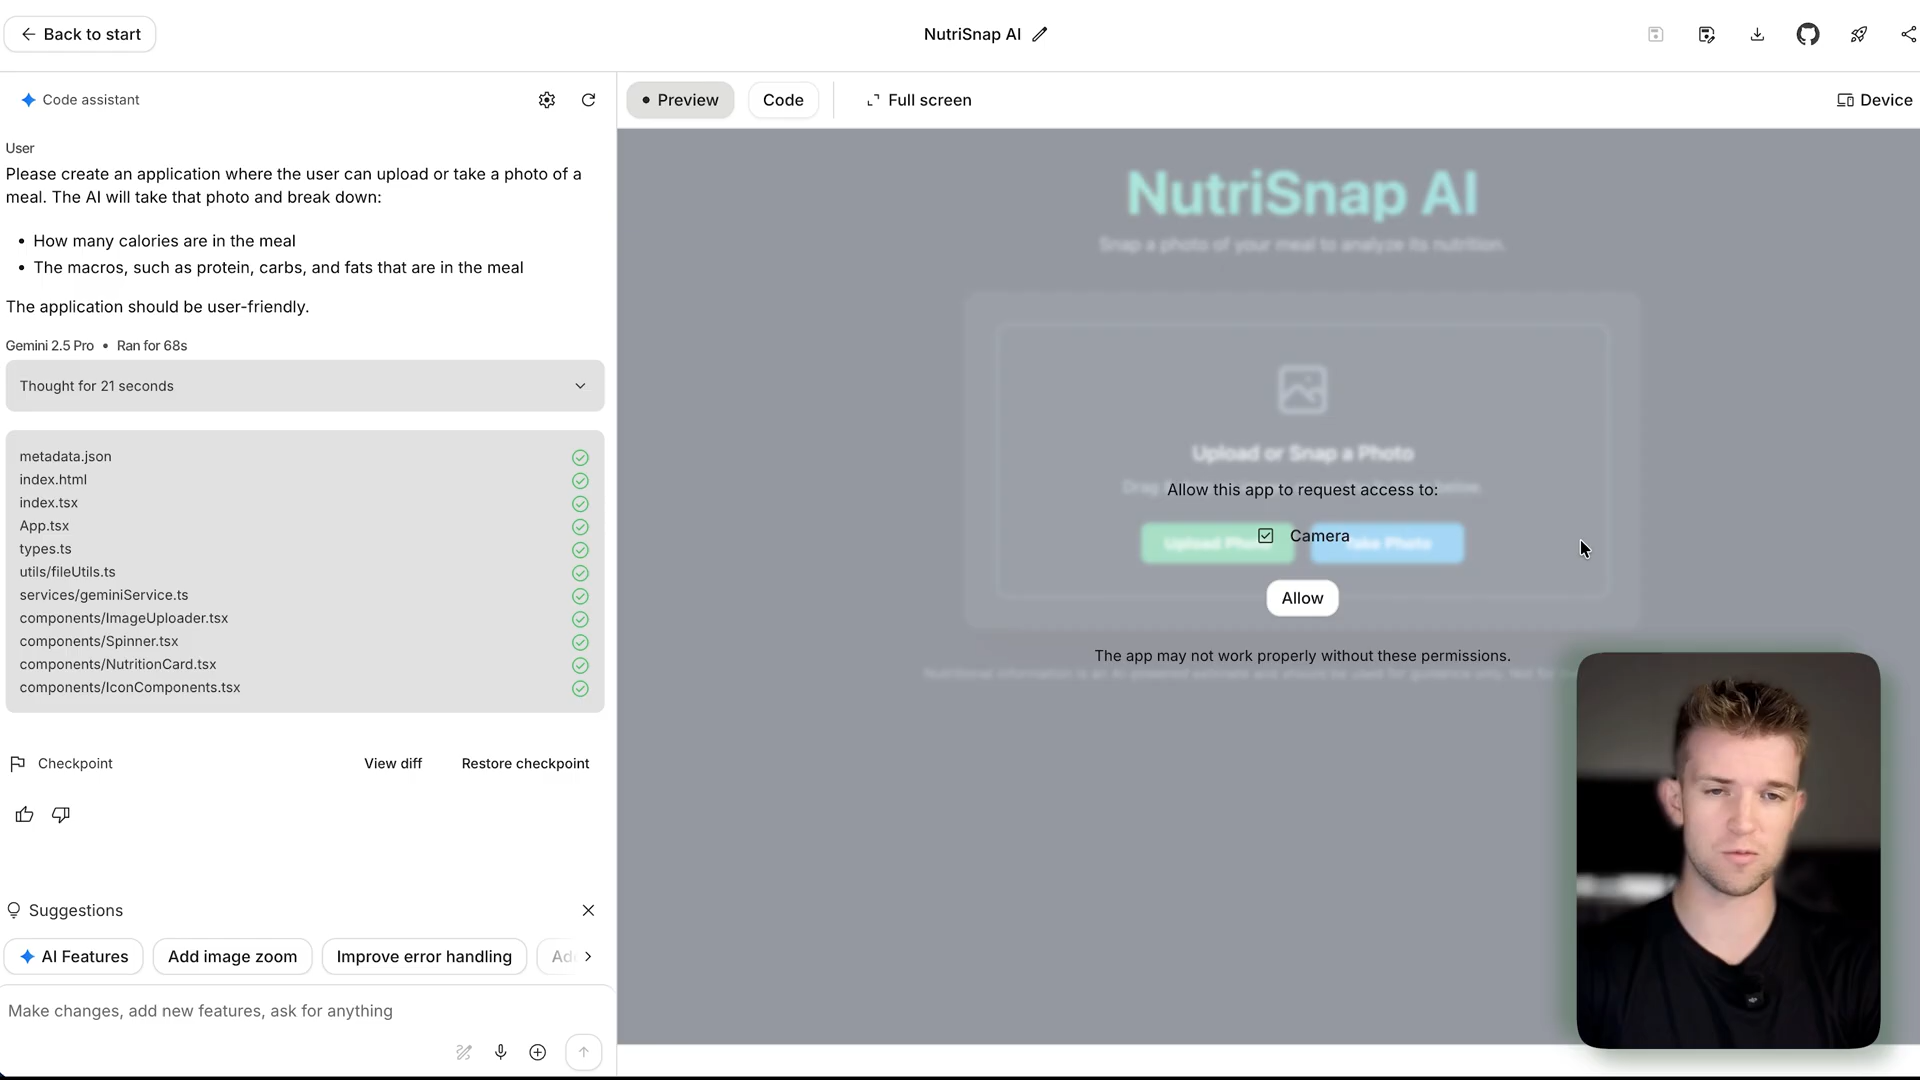 Back to start
NutriSnap AI
Code assistant
User
Please create an application where the user can upload or take a photo of a
meal. The AI will take that photo and break down:
• How many calories are in the meal
• The macros, such as protein, carbs, and fats that are in the meal
The application should be user-friendly.
Gemini 2.5 Pro • Ran for 68s
Thought for 21 seconds
metadata.json
index.html
index.tsx
App.tsx
types.ts
utils/fileUtils.ts
services/geminiService.ts
components/ImageUploader.tsx
components/Spinner.tsx
components/NutritionCard.tsx
components/IconComponents.tsx
Checkpoint
View diff
Restore checkpoint
Suggestions
AI Features
Add image zoom
Improve error handling
Make changes, add new features, ask for anything
Preview
Code
Full screen
Device
NutriSnap AI
Snap a photo of your meal to analyze its nutrition.
Upload or Snap a Photo
Allow this app to request access to:
Camera
Upload Photo
Take Photo
Allow
The app may not work properly without these permissions.